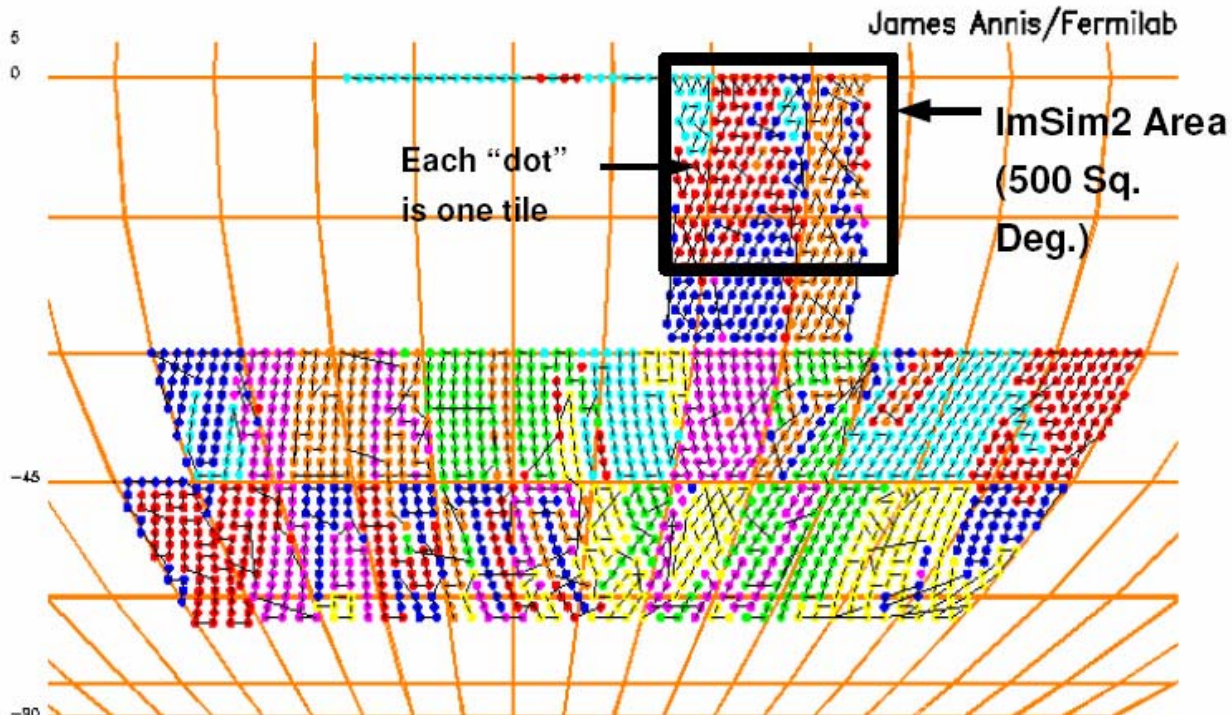 James Annis/Fermilab
5
0
ImSim2 Area
(500 Sq.
Deg.)
Each “dot”
is one tile
-45
-90